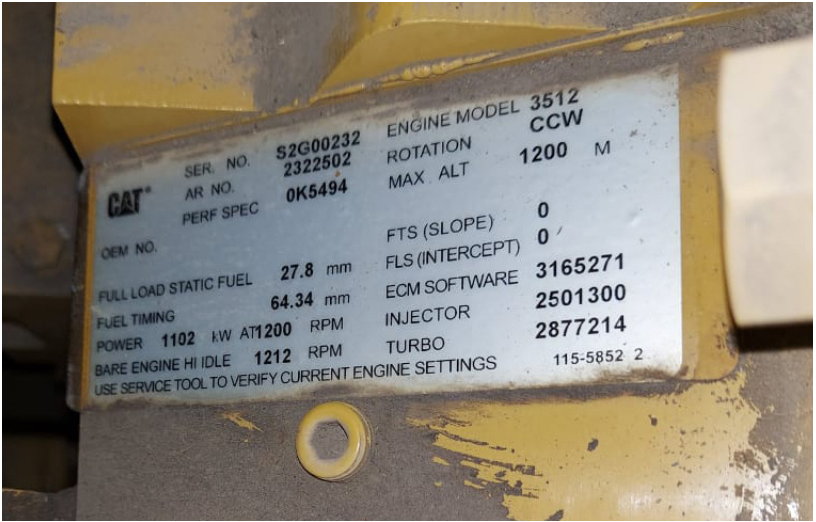 CAT®
SER. NO. S2G00232
AR NO. 2322502
PERF SPEC 0K5494
ENGINE MODEL 3512
ROTATION CCW
MAX. ALT 1200 M
OEM NO.
FULL LOAD STATIC FUEL 27.8 mm
FUEL TIMING 64.34 mm
POWER 1102 kW AT1200 RPM
BARE ENGINE HI IDLE 1212 RPM
FTS (SLOPE) 0
FLS (INTERCEPT) 0
ECM SOFTWARE 3165271
INJECTOR 2501300
TURBO 2877214
USE SERVICE TOOL TO VERIFY CURRENT ENGINE SETTINGS
115-5852 2